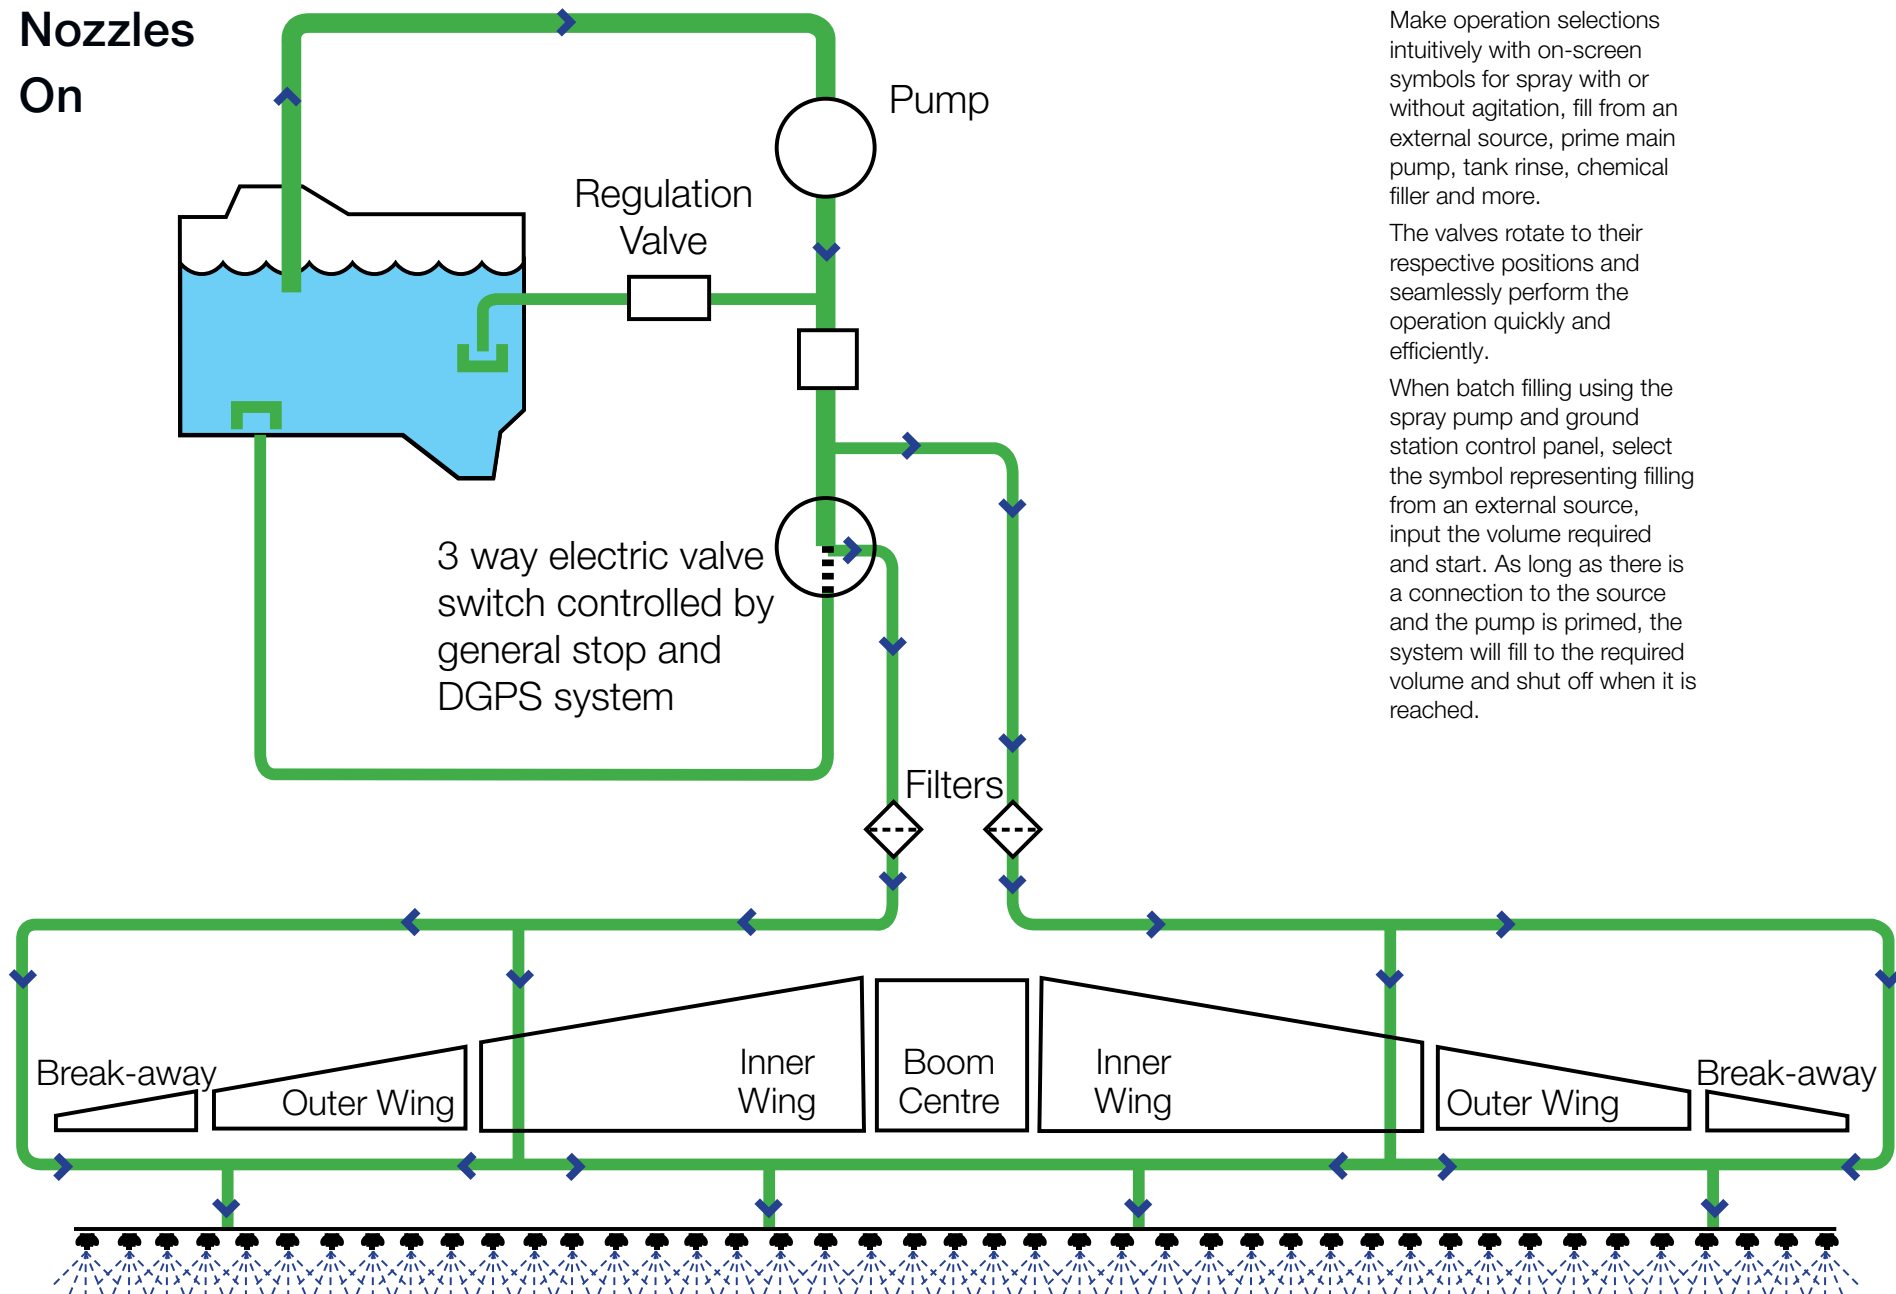 Nozzles
On
Pump
Regulation
Valve
3 way electric valve
switch controlled by
general stop and
DGPS system
Filters
Break-away
Outer Wing
Inner
Wing
Boom
Centre
Inner
Wing
Outer Wing
Break-away
Make operation selections
intuitively with on-screen
symbols for spray with or
without agitation, fill from an
external source, prime main
pump, tank rinse, chemical
filler and more.
The valves rotate to their
respective positions and
seamlessly perform the
operation quickly and
efficiently.
When batch filling using the
spray pump and ground
station control panel, select
the symbol representing filling
from an external source,
input the volume required
and start. As long as there is
a connection to the source
and the pump is primed, the
system will fill to the required
volume and shut off when it is
reached.